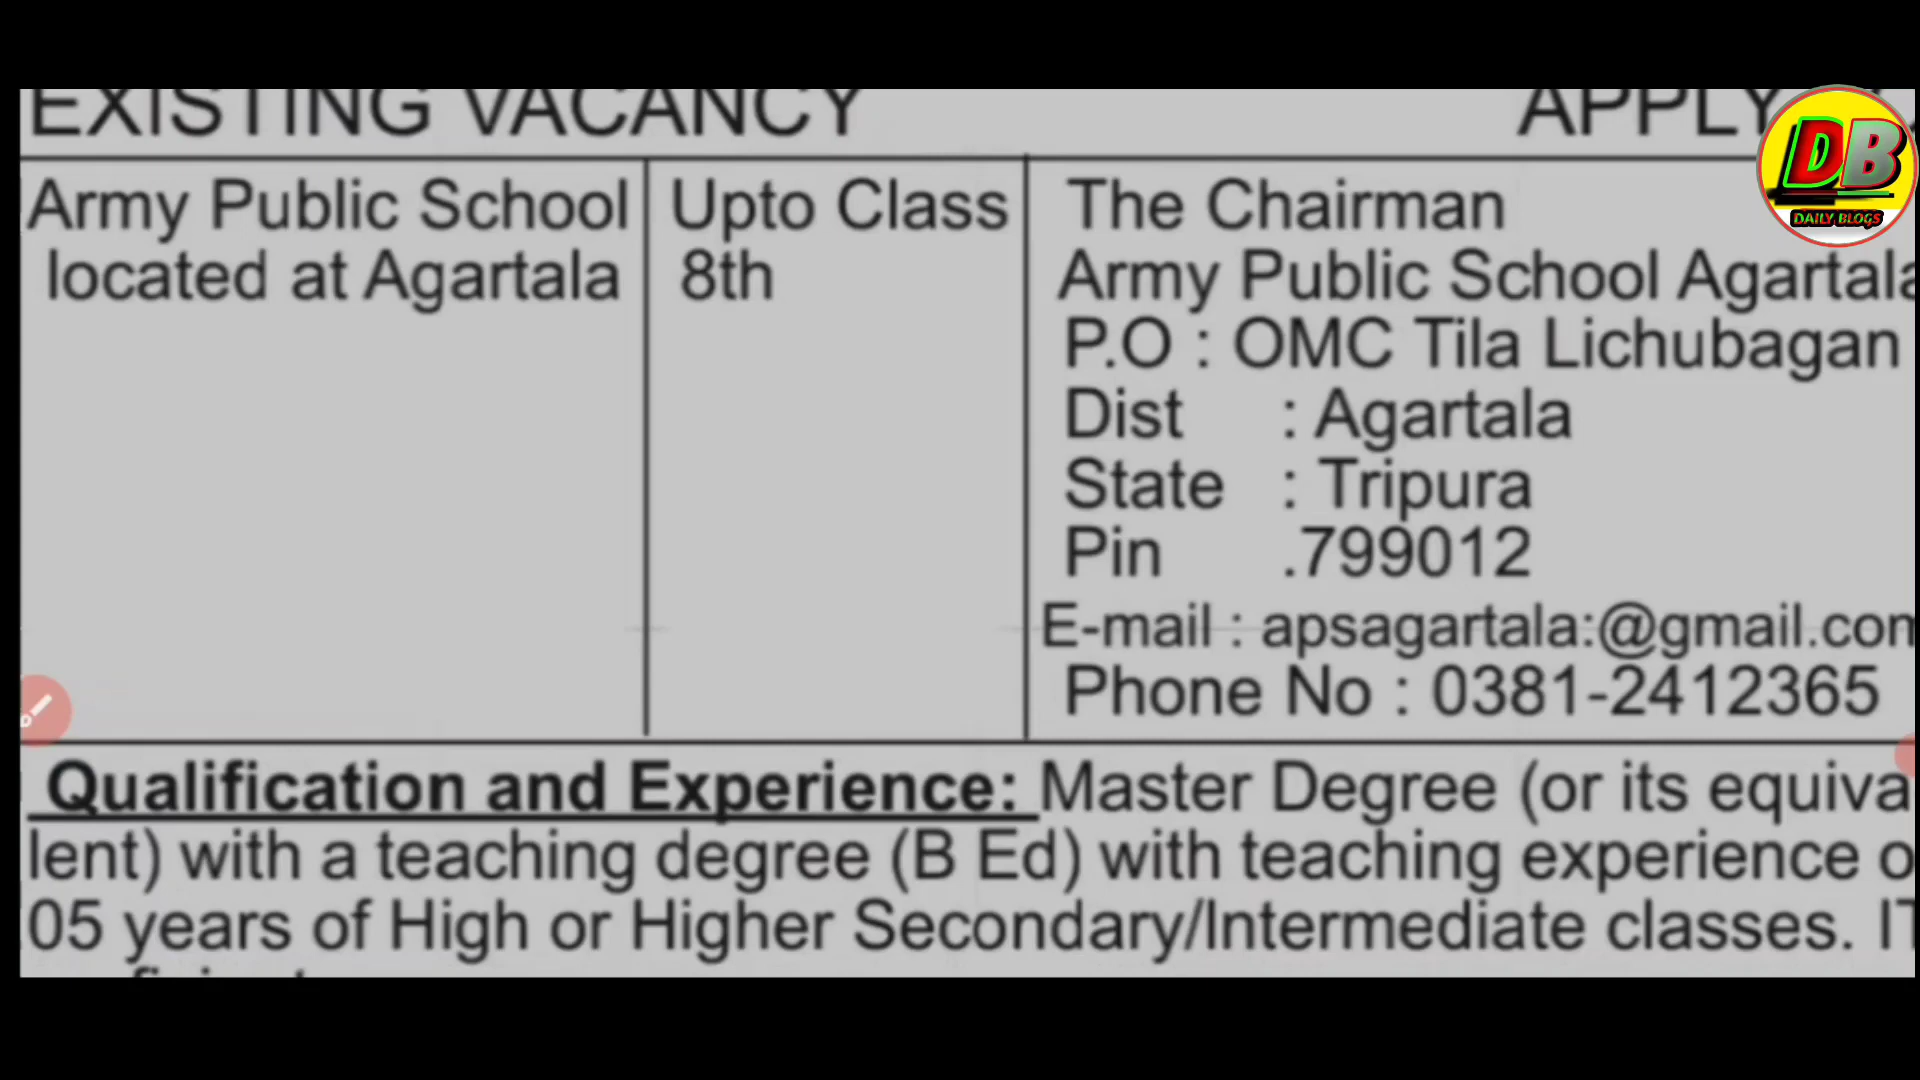 EXISTING VACANCY APPLY
Army Public School Upto Class The Chairman
located at Agartala 8th Army Public School Agartala
P.O : OMC Tila Lichubagan
Dist : Agartala
State : Tripura
Pin .799012
E-mail : apsagartala:@gmail.com
Phone No : 0381-2412365
Qualification and Experience: Master Degree (or its equiva
lent) with a teaching degree (B Ed) with teaching experience o
05 years of High or Higher Secondary/Intermediate classes. IT
DB
DAILY BLOGS